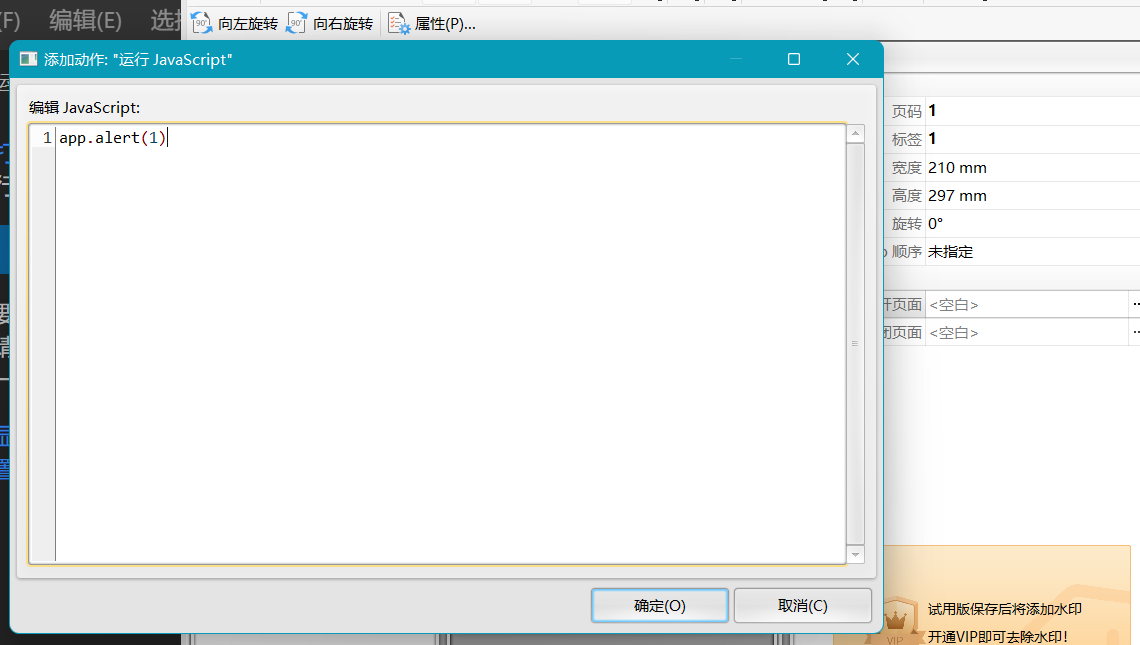 (F) 编辑(E) 选择
向左旋转 向右旋转 属性(P)...
添加动作: "运行 JavaScript"
编辑 JavaScript:
1 app.alert(1)
页码 1
标签 1
宽度 210 mm
高度 297 mm
旋转 0°
顺序 未指定
开页面 <空白>
闭页面 <空白>
确定(O) 取消(C)
试用版保存后将添加水印
开通VIP即可去除水印!
VIP